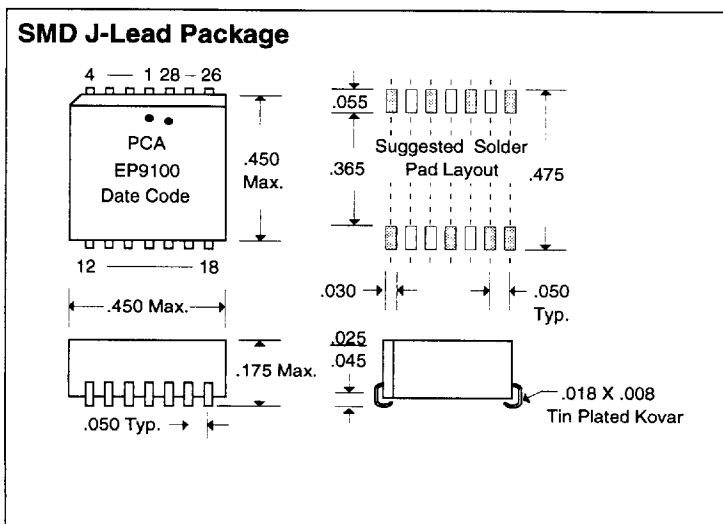 SMD J-Lead Package
4 — 1 28 – 26
PCA
EP9100
Date Code
.450
Max.
12 ——— 18
.450 Max.
.055
.365
Suggested Solder
Pad Layout
.475
.030
.050
Typ.
.175 Max.
.050 Typ.
.025
.045
.018 X .008
Tin Plated Kovar